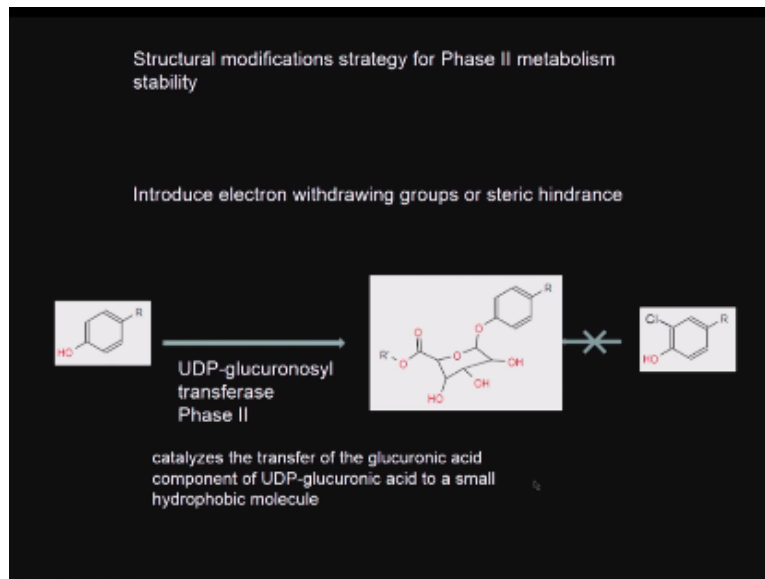 Structural modifications strategy for Phase II metabolism
stability
Introduce electron withdrawing groups or steric hindrance
HO
R
UDP-glucuronosyl
transferase
Phase II
R'
O
O
O
O
R
OH
OH
HO
Cl
HO
R
catalyzes the transfer of the glucuronic acid
component of UDP-glucuronic acid to a small
hydrophobic molecule